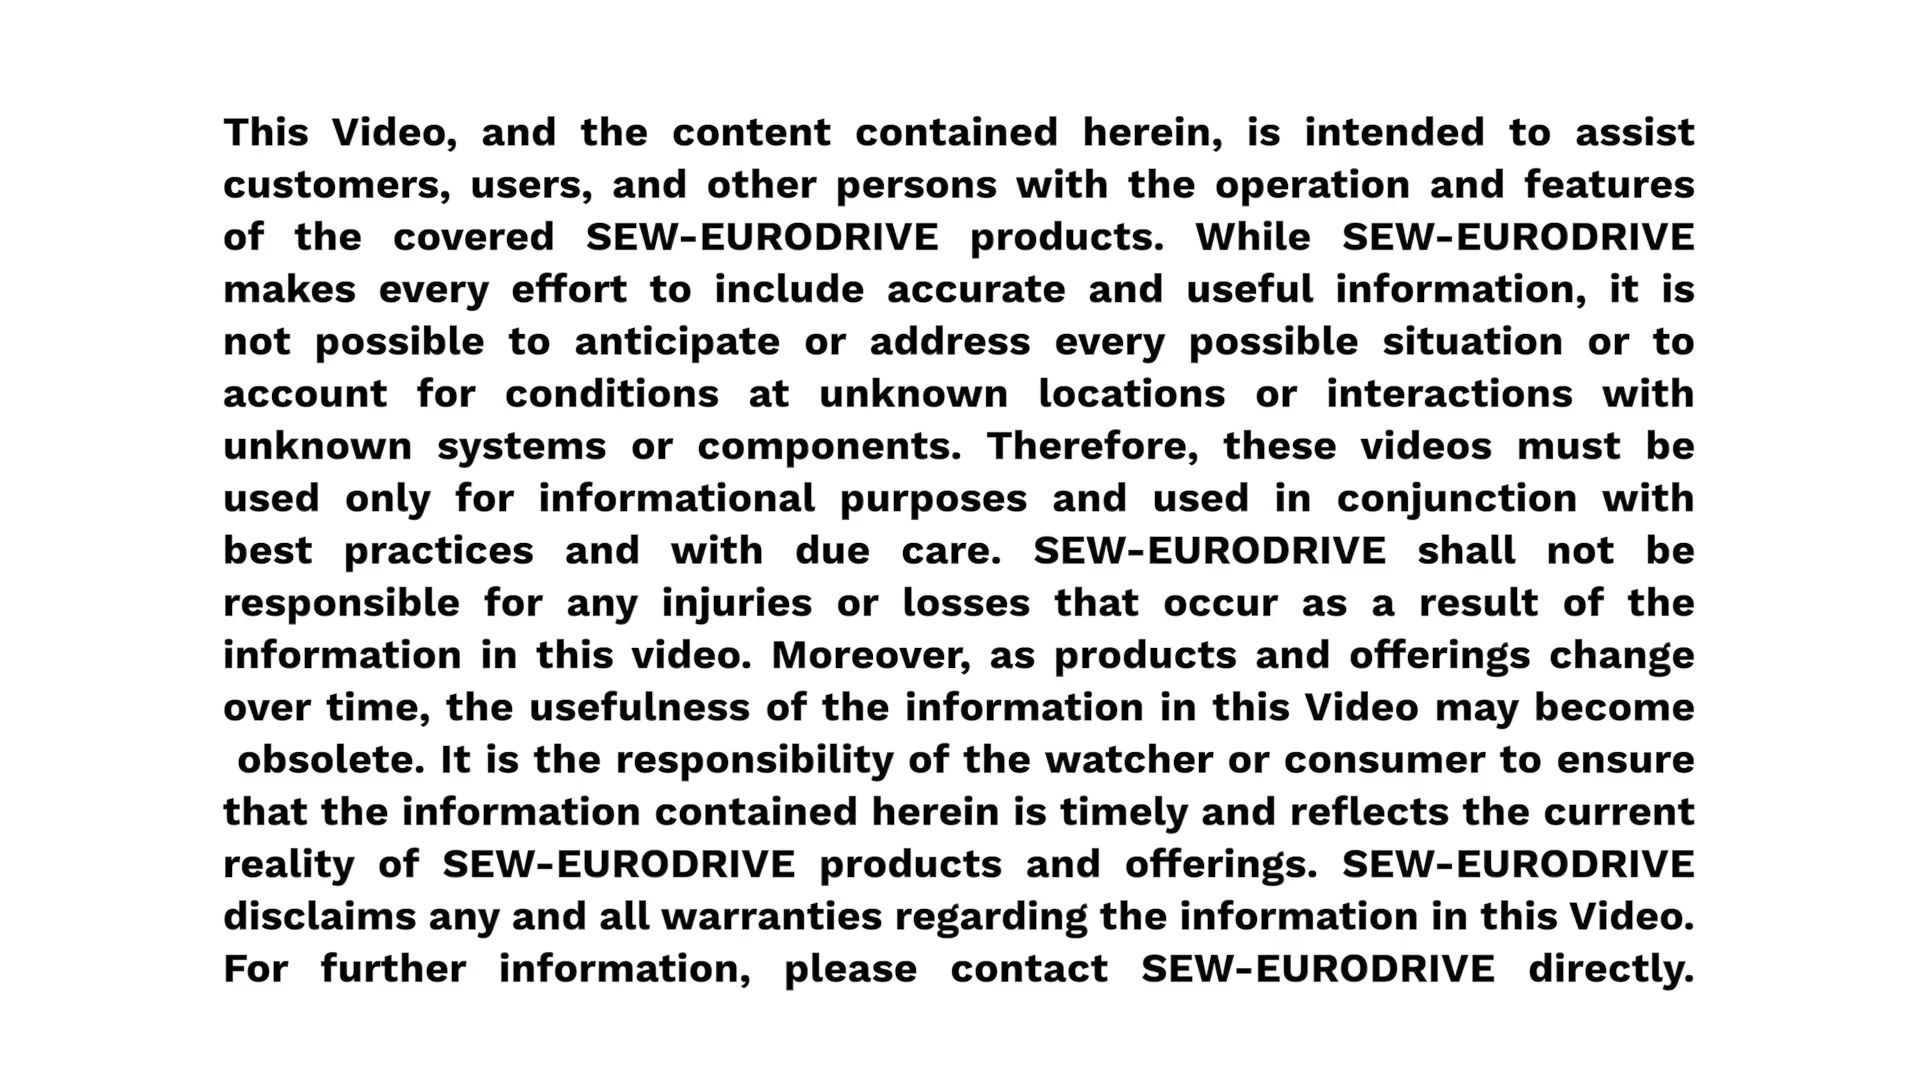 This Video, and the content contained herein, is intended to assist
customers, users, and other persons with the operation and features
of the covered SEW-EURODRIVE products. While SEW-EURODRIVE
makes every effort to include accurate and useful information, it is
not possible to anticipate or address every possible situation or to
account for conditions at unknown locations or interactions with
unknown systems or components. Therefore, these videos must be
used only for informational purposes and used in conjunction with
best practices and with due care. SEW-EURODRIVE shall not be
responsible for any injuries or losses that occur as a result of the
information in this video. Moreover, as products and offerings change
over time, the usefulness of the information in this Video may become
obsolete. It is the responsibility of the watcher or consumer to ensure
that the information contained herein is timely and reflects the current
reality of SEW-EURODRIVE products and offerings. SEW-EURODRIVE
disclaims any and all warranties regarding the information in this Video.
For further information, please contact SEW-EURODRIVE directly.